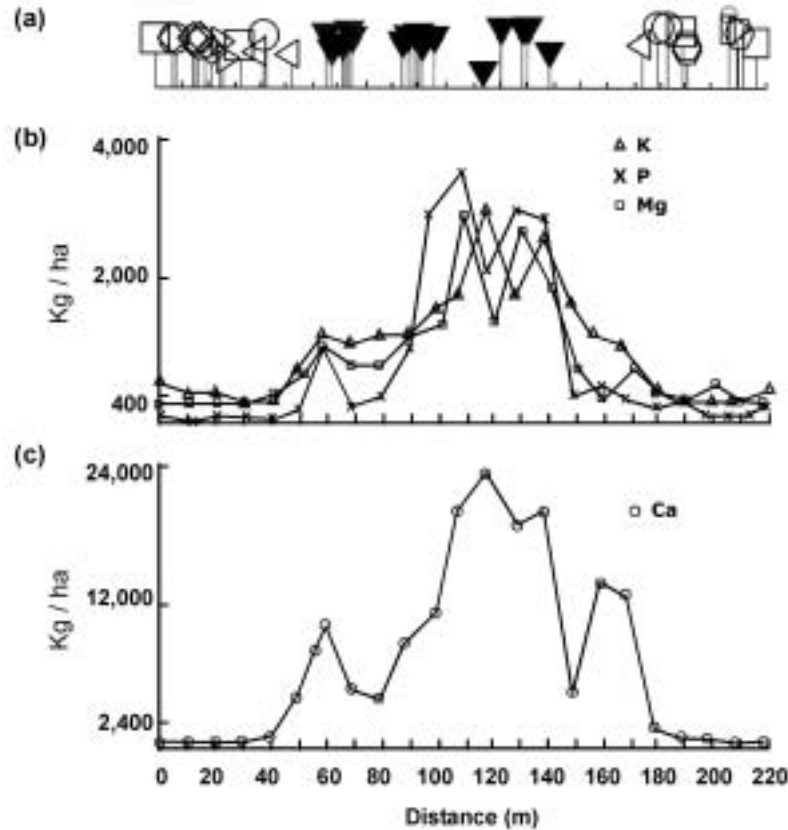 (a)
(b)
4,000
K
P
Mg
Kg / ha
2,000
400
(c)
24,000
Ca
Kg / ha
12,000
2,400
0 20 40 60 80 100 120 140 160 180 200 220
Distance (m)